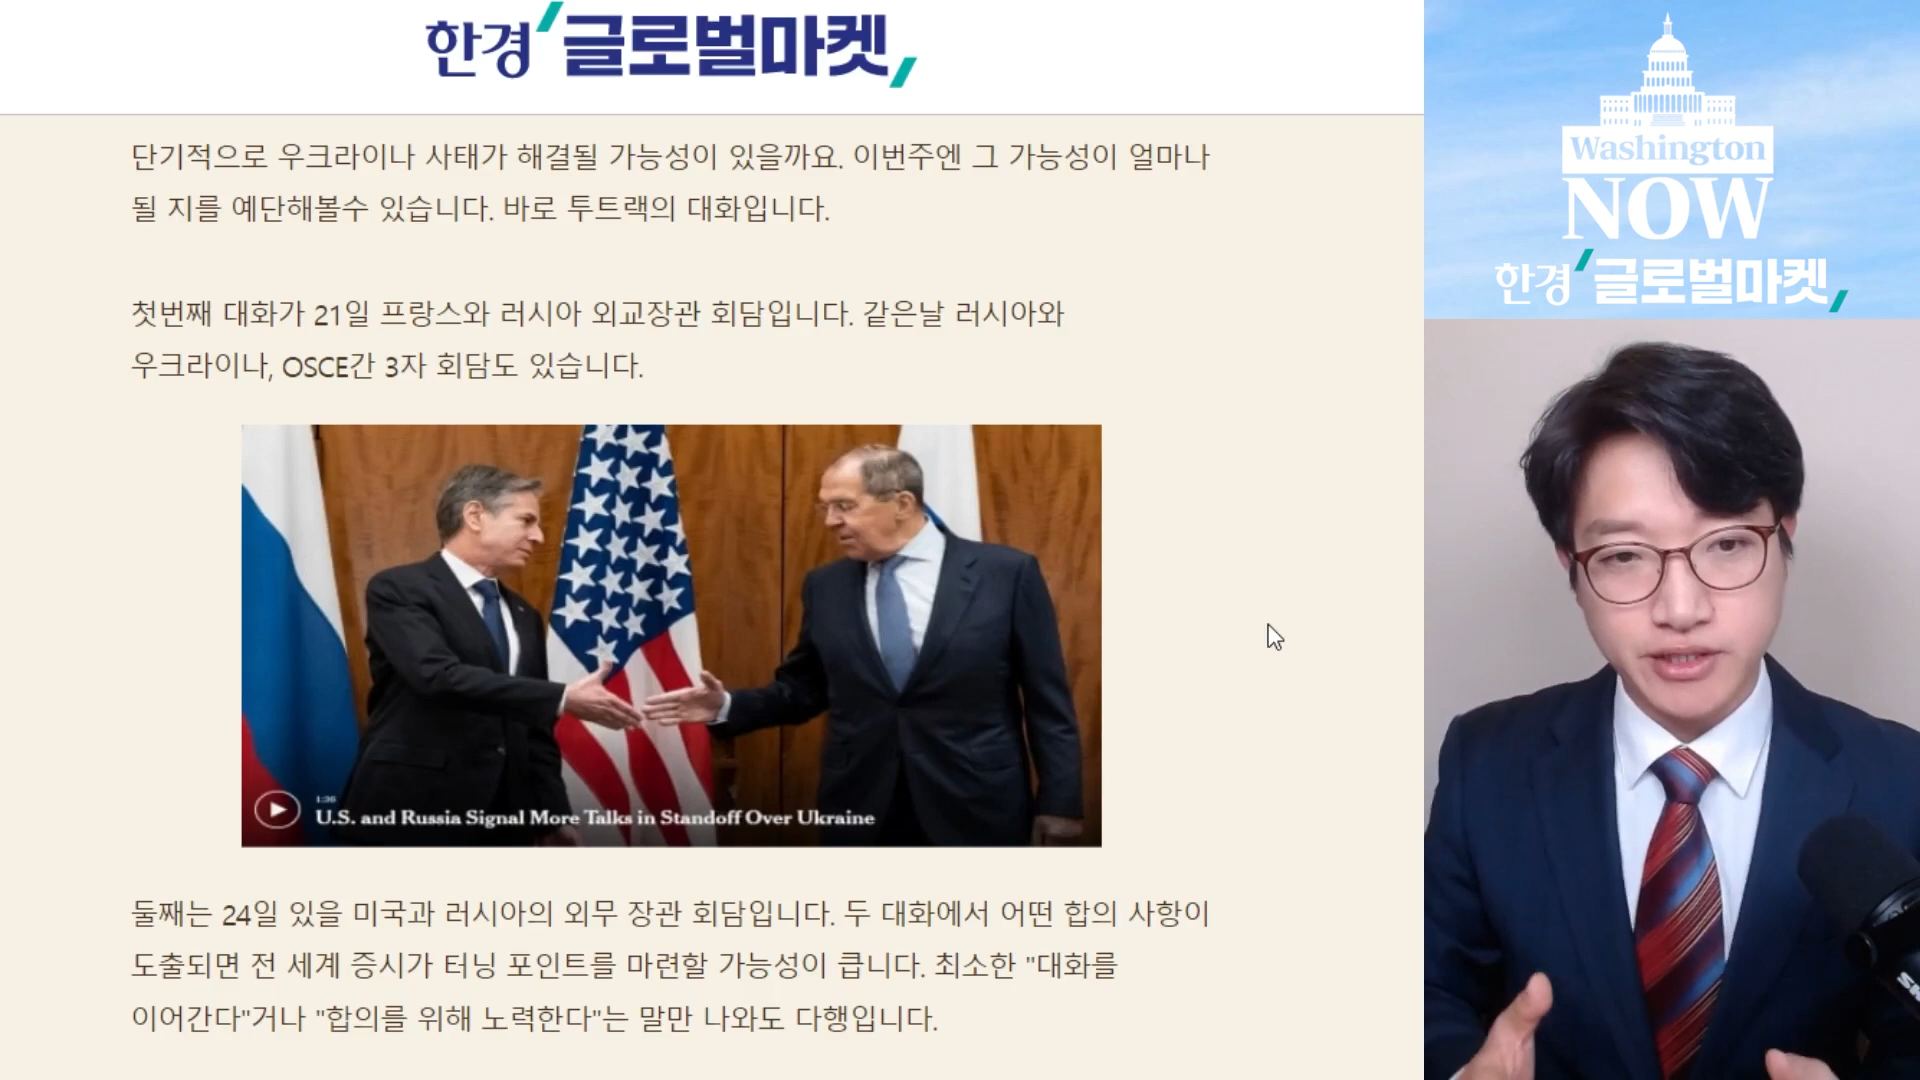 한경 글로벌마켓
단기적으로 우크라이나 사태가 해결될 가능성이 있을까요. 이번주엔 그 가능성이 얼마나
될 지를 예단해볼수 있습니다. 바로 투트랙의 대화입니다.
첫번째 대화가 21일 프랑스와 러시아 외교장관 회담입니다. 같은날 러시아와
우크라이나, OSCE간 3자 회담도 있습니다.
1:36
U.S. and Russia Signal More Talks in Standoff Over Ukraine
둘째는 24일 있을 미국과 러시아의 외무 장관 회담입니다. 두 대화에서 어떤 합의 사항이
도출되면 전 세계 증시가 터닝 포인트를 마련할 가능성이 큽니다. 최소한 "대화를
이어간다"거나 "합의를 위해 노력한다"는 말만 나와도 다행입니다.
Washington
NOW
한경 글로벌마켓